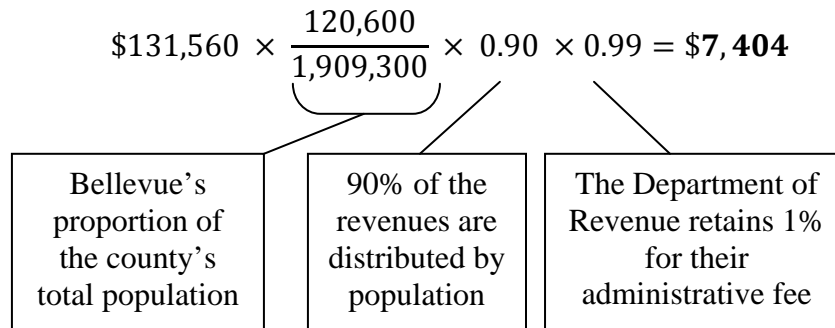 $131,560 × 120,600/1,909,300 × 0.90 × 0.99 = $7,404
Bellevue's
proportion of
the county's
total population
90% of the
revenues are
distributed by
population
The Department of
Revenue retains 1%
for their
administrative fee